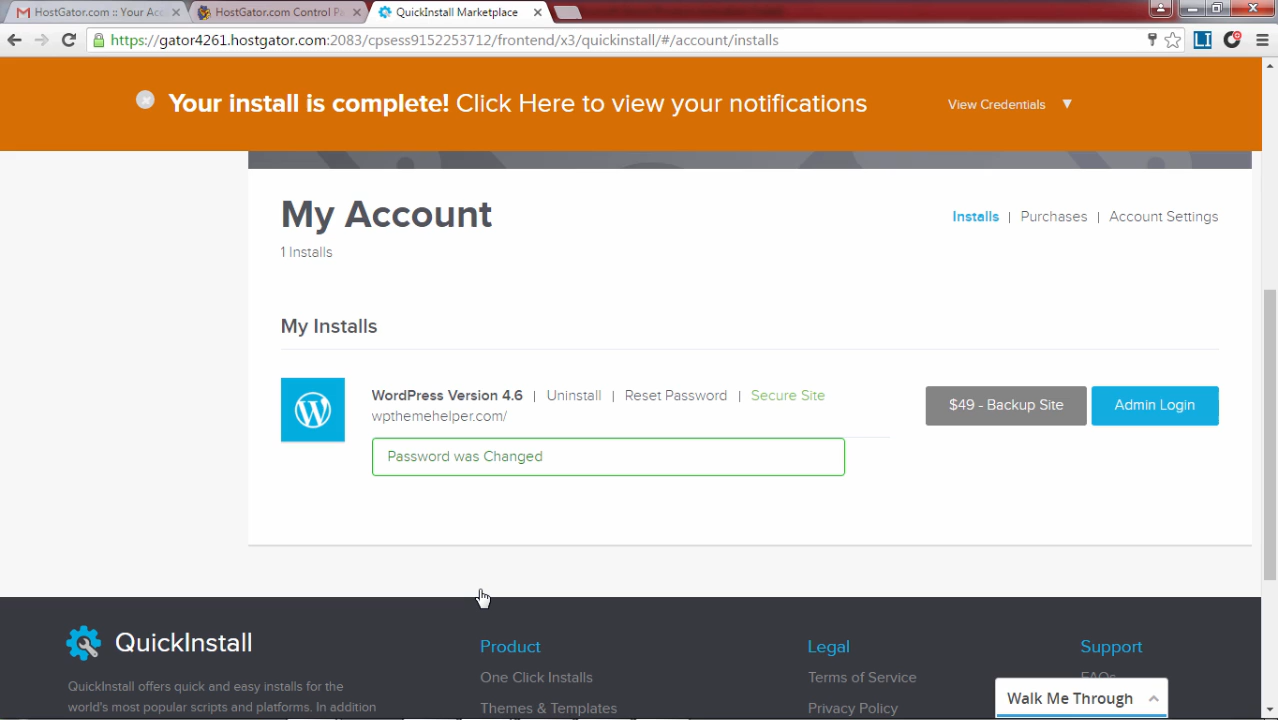 HostGator.com :: Your Acc
HostGator.com Control Pa
QuickInstall Marketplace
https://gator4261.hostgator.com:2083/cpsess9152253712/frontend/x3/quickinstall/#/account/installs
LI
Your install is complete! Click Here to view your notifications
View Credentials
My Account
Installs | Purchases | Account Settings
1 Installs
My Installs
WordPress Version 4.6 | Uninstall | Reset Password | Secure Site
$49 - Backup Site
Admin Login
wpthemehelper.com/
Password was Changed
QuickInstall
Product
Legal
Support
One Click Installs
Terms of Service
FAQs
QuickInstall offers quick and easy installs for the
world's most popular scripts and platforms. In addition
Themes & Templates
Privacy Policy
Walk Me Through